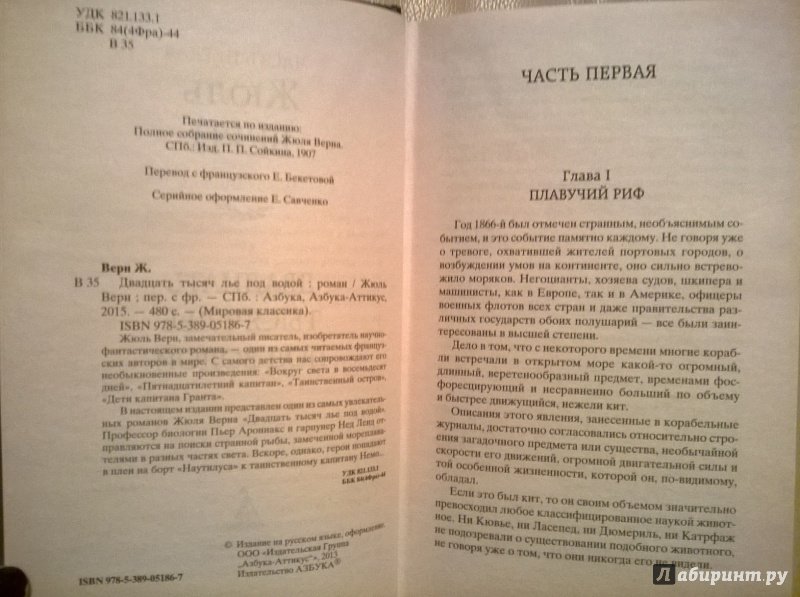 УДК 821.133.1
ББК 84(4Фра)-44
В 35
ЖЮЛЬ
Печатается по изданию:
Полное собрание сочинений Жюля Верна.
СПб.: Изд. П. П. Сойкина, 1907
Перевод с французского Е. Бекетовой
Серийное оформление Е. Савченко
Верн Ж.
В 35 Двадцать тысяч лье под водой : роман / Жюль
Верн ; пер. с фр. — СПб. : Азбука, Азбука-Аттикус,
2015. — 480 с. — (Мировая классика).
ISBN 978-5-389-05186-7
Жюль Верн, замечательный писатель, изобретатель научно-
фантастического романа, — один из самых читаемых француз-
ских авторов в мире. С самого детства нас сопровождают его
необыкновенные произведения: «Вокруг света в восемьдесят
дней», «Пятнадцатилетний капитан», «Таинственный остров»,
«Дети капитана Гранта».
В настоящем издании представлен один из самых увлекатель-
ных романов Жюля Верна «Двадцать тысяч лье под водой».
Профессор биологии Пьер Ароннакс и гарпунер Нед Ленд от-
правляются на поиски странной рыбы, замеченной мореплава-
телями в разных частях света. Вскоре, однако, герои попадают
в плен на борт «Наутилуса» к таинственному капитану Немо...
УДК 821.133.1
ББК 84(4Фра)-44
© Издание на русском языке, оформление.
ООО «Издательская Группа
„Азбука-Аттикус“, 2013
Издательство АЗБУКА®
ISBN 978-5-389-05186-7
ЧАСТЬ ПЕРВАЯ
Глава I
ПЛАВУЧИЙ РИФ
Год 1866-й был отмечен странным, необъяснимым со-
бытием, и это событие памятно каждому. Не говоря уже
о тревоге, охватившей жителей портовых городов, о
возбуждении умов на континенте, оно сильно встрево-
жило моряков. Негоцианты, хозяева судов, шкипера и
машинисты, как в Европе, так и в Америке, офицеры
военных флотов всех стран и даже правительства раз-
личных государств обоих полушарий — все были заин-
тересованы в высшей степени.
Дело в том, что с некоторого времени многие кораб-
ли встречали в открытом море какой-то огромный,
длинный, веретенообразный предмет, временами фос-
форесцирующий и несравненно больший по объему
и быстрее движущийся, нежели кит.
Описания этого явления, занесенные в корабельные
журналы, достаточно согласовались относительно стро-
ения загадочного предмета или существа, необычайной
скорости его движений, огромной двигательной силы и
той особенной жизненности, которой он, по-видимому,
обладал.
Если это был кит, то он своим объемом значительно
превосходил любое классифицированное наукой живот-
ное. Ни Кювье, ни Ласепед, ни Дюмериль, ни Катрфаж
не подозревали о существовании подобного животного,
не говоря уже о том, что они никогда его не видели.
Лабиринт.ру